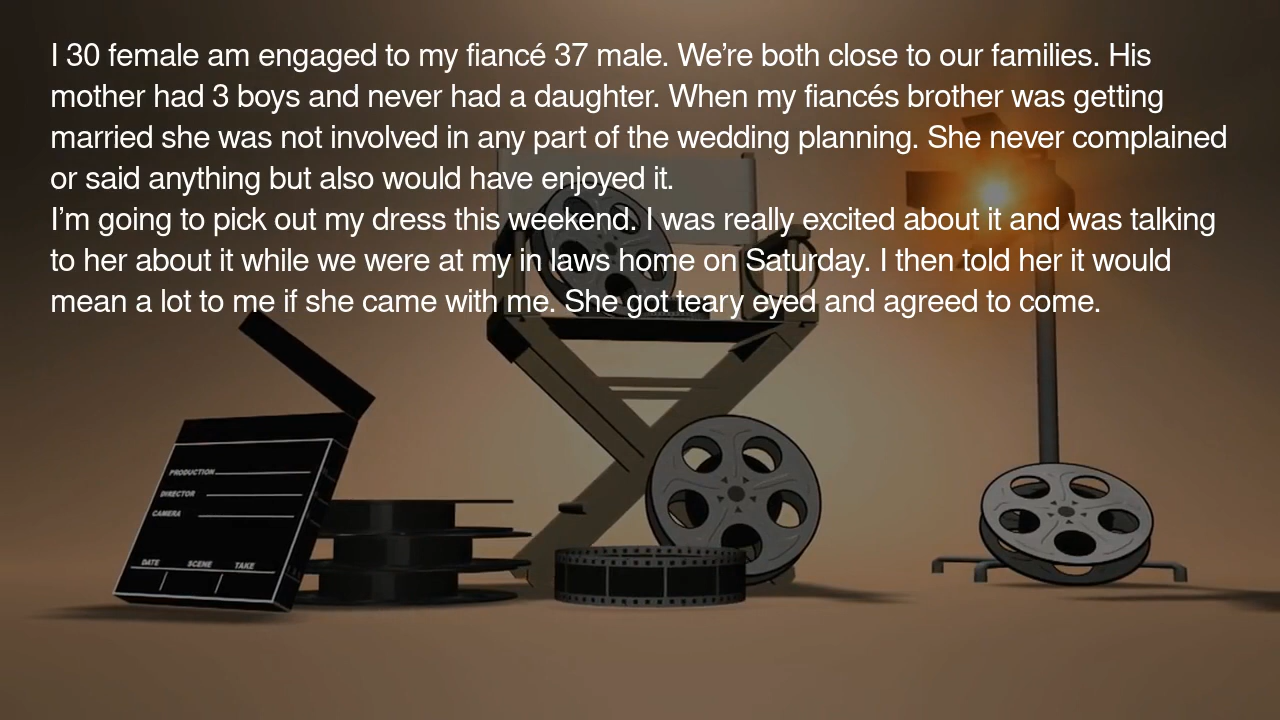 I 30 female am engaged to my fiancé 37 male. We’re both close to our families. His
mother had 3 boys and never had a daughter. When my fiancés brother was getting
married she was not involved in any part of the wedding planning. She never complained
or said anything but also would have enjoyed it.
I’m going to pick out my dress this weekend. I was really excited about it and was talking
to her about it while we were at my in laws home on Saturday. I then told her it would
mean a lot to me if she came with me. She got teary eyed and agreed to come.
PRODUCTION
DIRECTOR
CAMERA
DATE SCENE TAKE